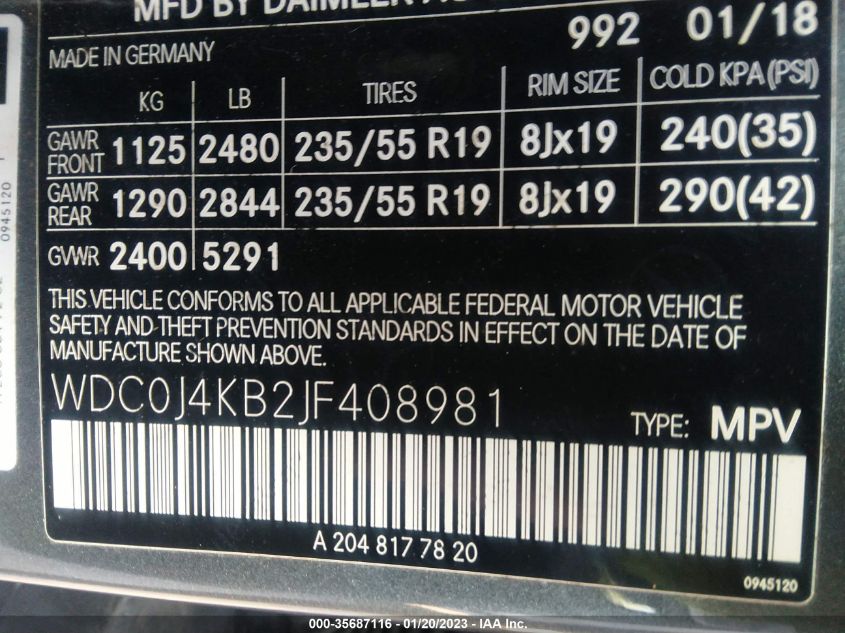 MFD BY DAIMLER AG
992 01/18
MADE IN GERMANY
KG LB TIRES RIM SIZE COLD KPA (PSI)
GAWR FRONT 1125 2480 235/55 R19 8Jx19 240(35)
GAWR REAR 1290 2844 235/55 R19 8Jx19 290(42)
GVWR 2400 5291
THIS VEHICLE CONFORMS TO ALL APPLICABLE FEDERAL MOTOR VEHICLE
SAFETY AND THEFT PREVENTION STANDARDS IN EFFECT ON THE DATE OF
MANUFACTURE SHOWN ABOVE.
WDC0J4KB2JF408981
TYPE: MPV
A 204 817 78 20
0945120
0945120
000-35687116 - 01/20/2023 - IAA Inc.